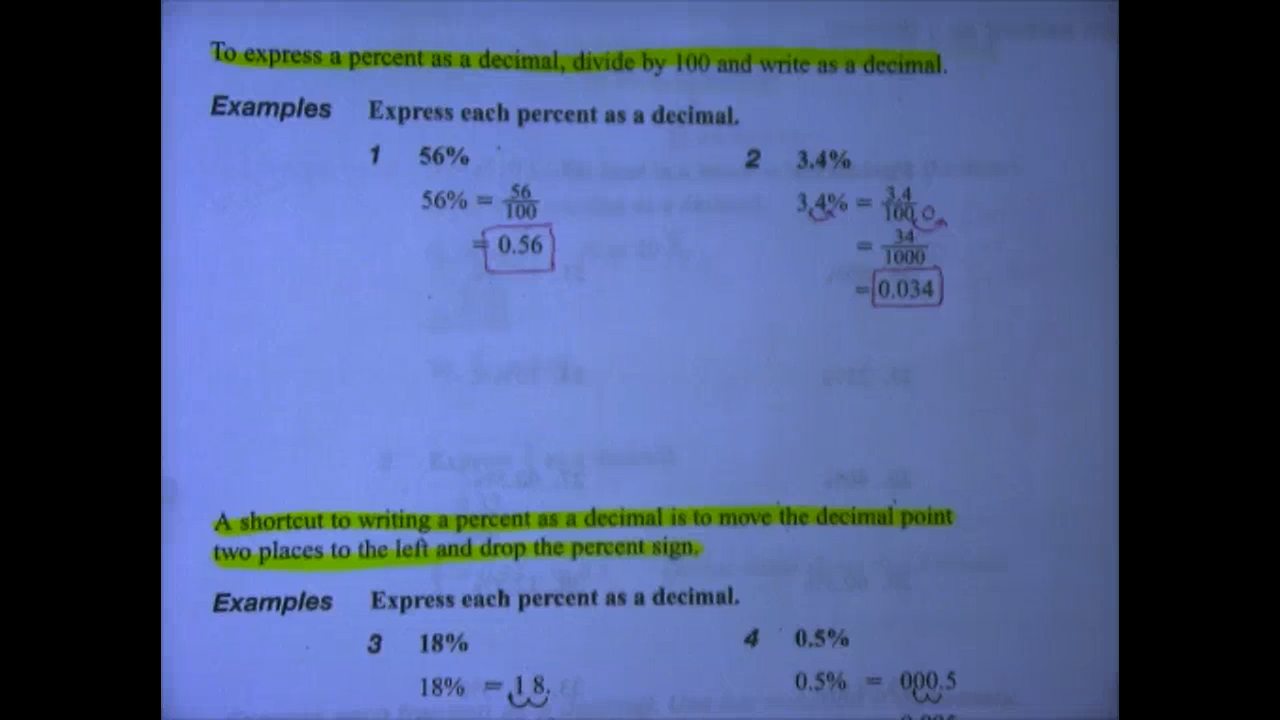 To express a percent as a decimal, divide by 100 and write as a decimal.
Examples Express each percent as a decimal.
1 56% 2 3.4%
56% = 56/100 3.4% = 3.4/100 0
= 0.56 = 34/1000
= 0.034
A shortcut to writing a percent as a decimal is to move the decimal point
two places to the left and drop the percent sign.
Examples Express each percent as a decimal.
3 18% 4 0.5%
18% = 18. 0.5% = 000.5